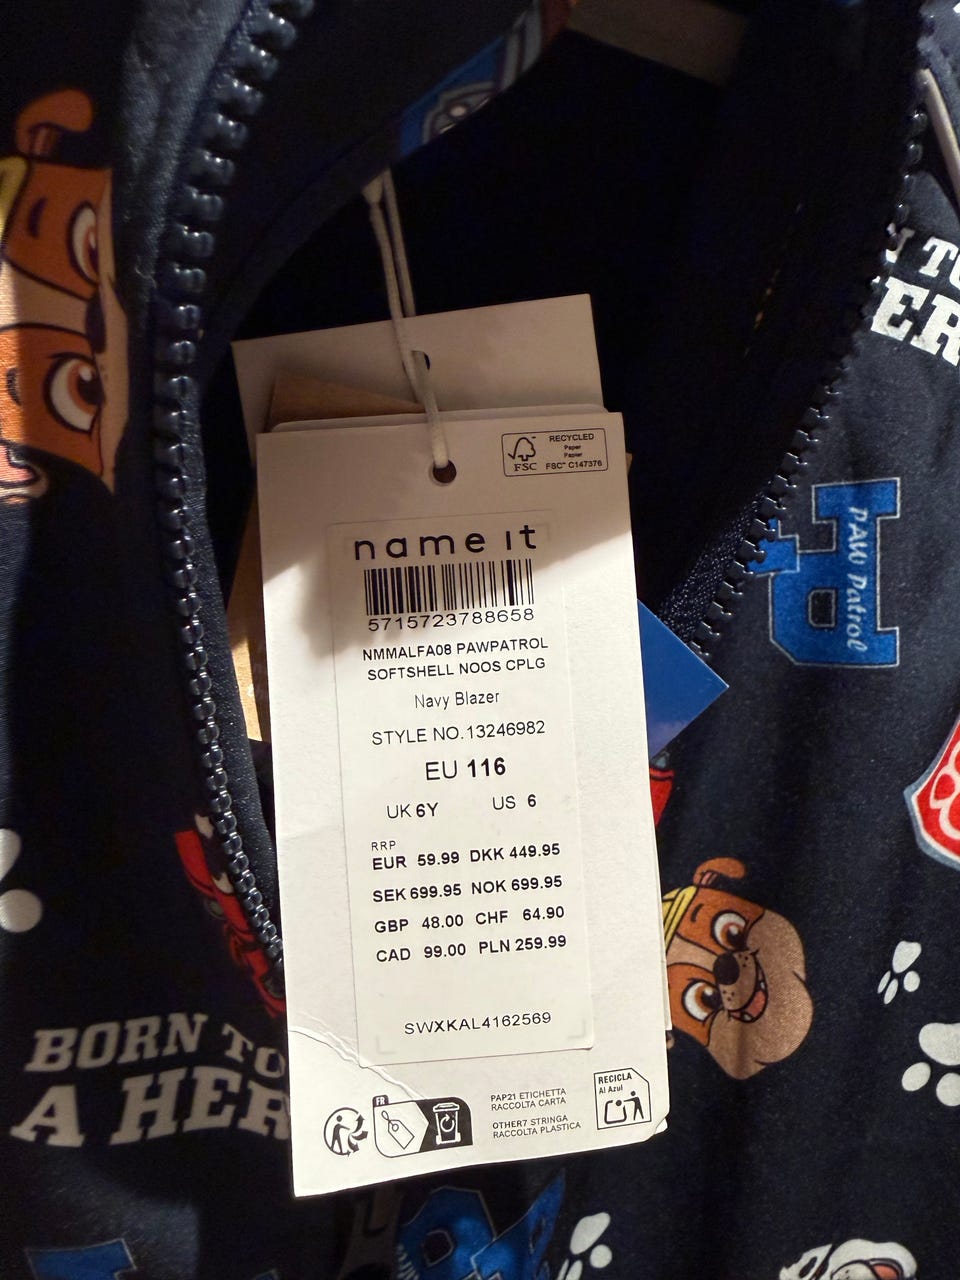 N TO
HER
PAW Patrol
FSC
RECYCLED
Paper
Papier
FSC™ C147376
name it
5715723788658
NMMALFA08 PAWPATROL
SOFTSHELL NOOS CPLG
Navy Blazer
STYLE NO.13246982
EU 116
UK 6Y US 6
RRP
EUR 59.99 DKK 449.95
SEK 699.95 NOK 699.95
GBP 48.00 CHF 64.90
CAD 99.00 PLN 259.99
SWXKAL4162569
FR
PAP21 ETICHETTA
RACCOLTA CARTA
OTHER7 STRINGA
RACCOLTA PLASTICA
RECICLA
Al Azul
BORN TO
A HER